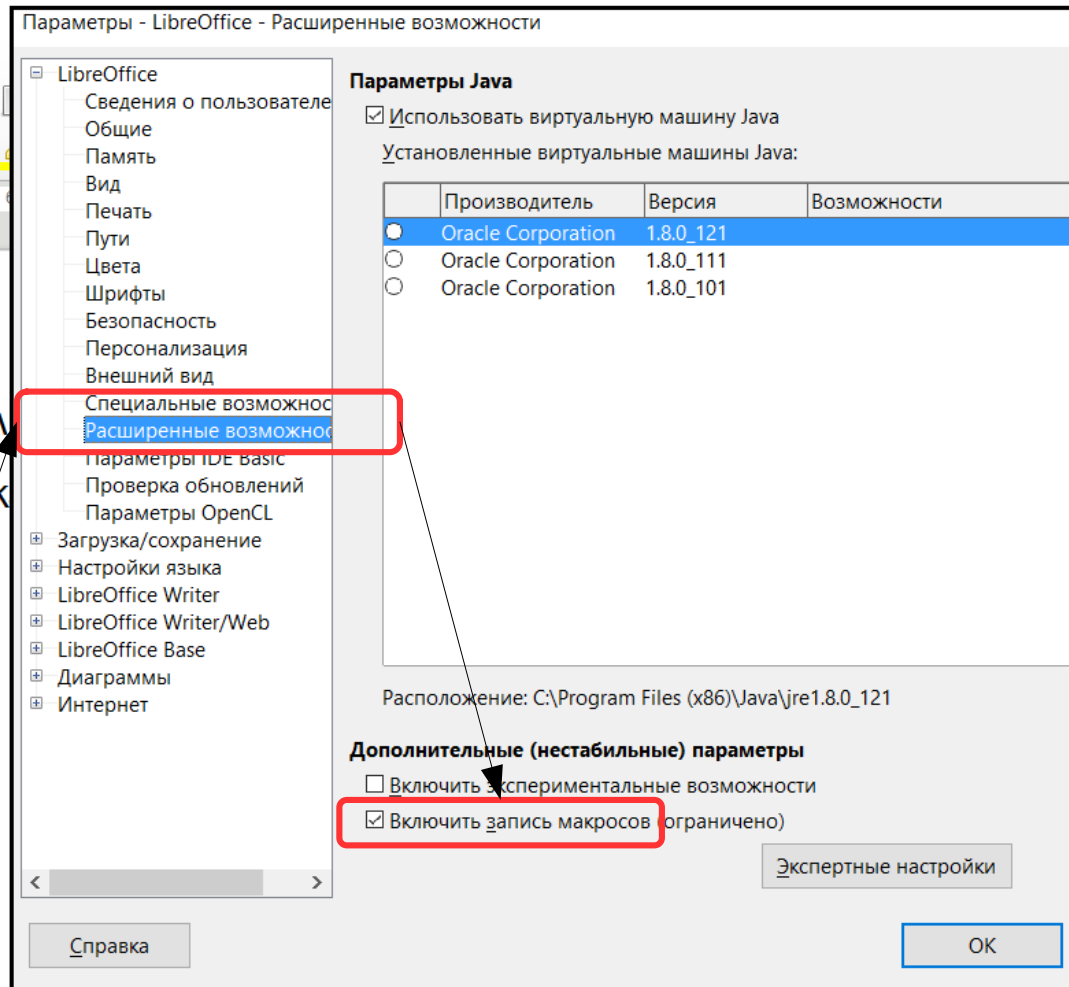 Параметры - LibreOffice - Расширенные возможности
LibreOffice
Сведения о пользователе
Общие
Память
Вид
Печать
Пути
Цвета
Шрифты
Безопасность
Персонализация
Внешний вид
Специальные возможнос
Расширенные возможнос
Параметры IDE Basic
Проверка обновлений
Параметры OpenCL
Загрузка/сохранение
Настройки языка
LibreOffice Writer
LibreOffice Writer/Web
LibreOffice Base
Диаграммы
Интернет
Параметры Java
Использовать виртуальную машину Java
Установленные виртуальные машины Java:
Производитель Версия Возможности
Oracle Corporation 1.8.0_121
Oracle Corporation 1.8.0_111
Oracle Corporation 1.8.0_101
Расположение: C:\Program Files (x86)\Java\jre1.8.0_121
Дополнительные (нестабильные) параметры
Включить экспериментальные возможности
Включить запись макросов (ограничено)
Экспертные настройки
Справка
OK